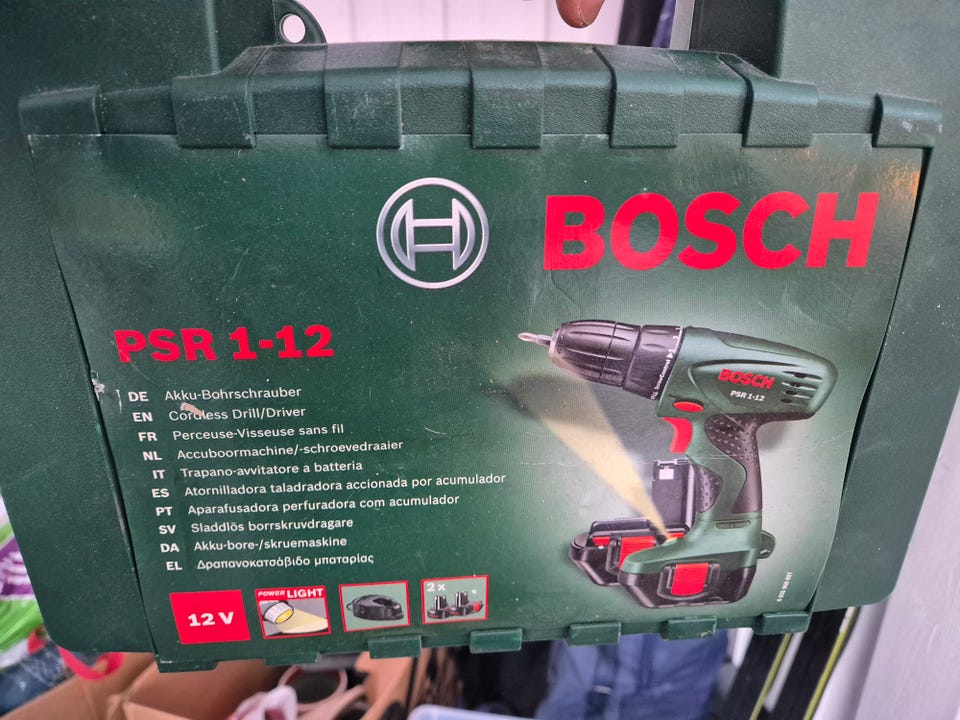 BOSCH
PSR 1-12
DE Akku-Bohrschrauber
EN Cordless Drill/Driver
FR Perceuse-Visseuse sans fil
NL Accuboormachine/-schroevedraaier
IT Trapano-avvitatore a batteria
ES Atornilladora taladradora accionada por acumulador
PT Aparafusadora perfuradora com acumulador
SV Sladdlös borrskruvdragare
DA Akku-bore-/skruemaskine
EL Δραπανοκατσάβιδο μπαταρίας
BOSCH
PSR 1-12
12 V
POWER LIGHT
2 x